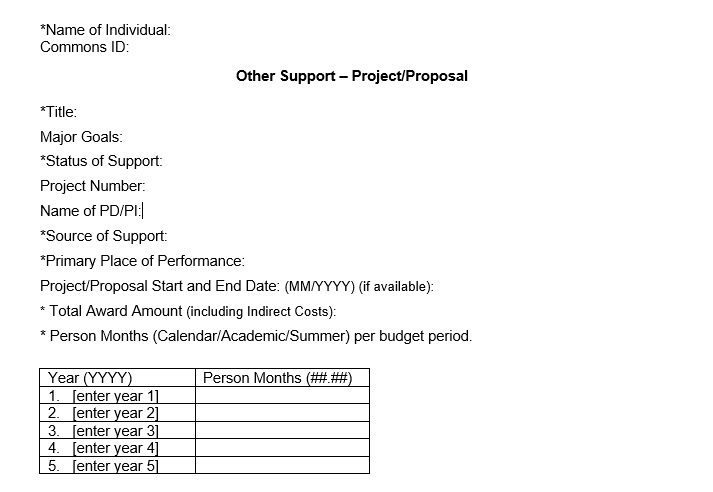 *Name of Individual:
Commons ID:
Other Support – Project/Proposal
*Title:
Major Goals:
*Status of Support:
Project Number:
Name of PD/PI:
*Source of Support:
*Primary Place of Performance:
Project/Proposal Start and End Date: (MM/YYYY) (if available):
* Total Award Amount (including Indirect Costs):
* Person Months (Calendar/Academic/Summer) per budget period.
Year (YYYY) Person Months (##.##)
1. [enter year 1]
2. [enter year 2]
3. [enter year 3]
4. [enter year 4]
5. [enter year 5]